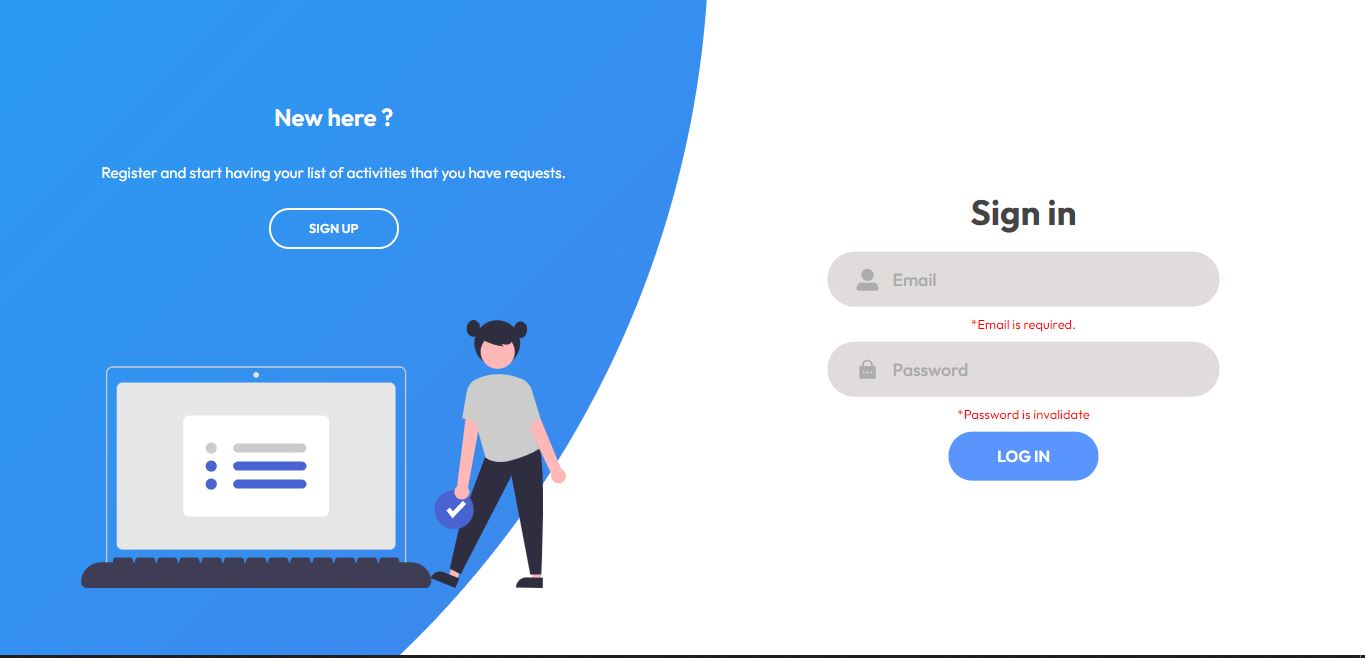 New here ?
Register and start having your list of activities that you have requests.
SIGN UP
Sign in
Email
*Email is required.
Password
*Password is invalidate
LOG IN